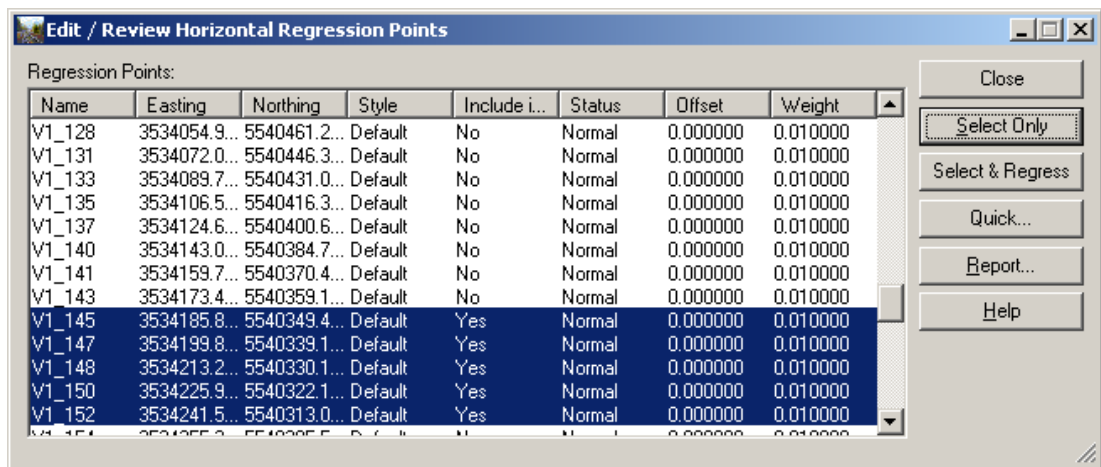 Edit / Review Horizontal Regression Points
Regression Points:
Name Easting Northing Style Include i... Status Offset Weight
V1_128 3534054.9... 5540461.2... Default No Normal 0.000000 0.010000
V1_131 3534072.0... 5540446.3... Default No Normal 0.000000 0.010000
V1_133 3534089.7... 5540431.0... Default No Normal 0.000000 0.010000
V1_135 3534106.5... 5540416.3... Default No Normal 0.000000 0.010000
V1_137 3534124.6... 5540400.6... Default No Normal 0.000000 0.010000
V1_140 3534143.0... 5540384.7... Default No Normal 0.000000 0.010000
V1_141 3534159.7... 5540370.4... Default No Normal 0.000000 0.010000
V1_143 3534173.4... 5540359.1... Default No Normal 0.000000 0.010000
V1_145 3534185.8... 5540349.4... Default Yes Normal 0.000000 0.010000
V1_147 3534199.8... 5540339.1... Default Yes Normal 0.000000 0.010000
V1_148 3534213.2... 5540330.1... Default Yes Normal 0.000000 0.010000
V1_150 3534225.9... 5540322.1... Default Yes Normal 0.000000 0.010000
V1_152 3534241.5... 5540313.0... Default Yes Normal 0.000000 0.010000
Close
Select Only
Select & Regress
Quick...
Report...
Help